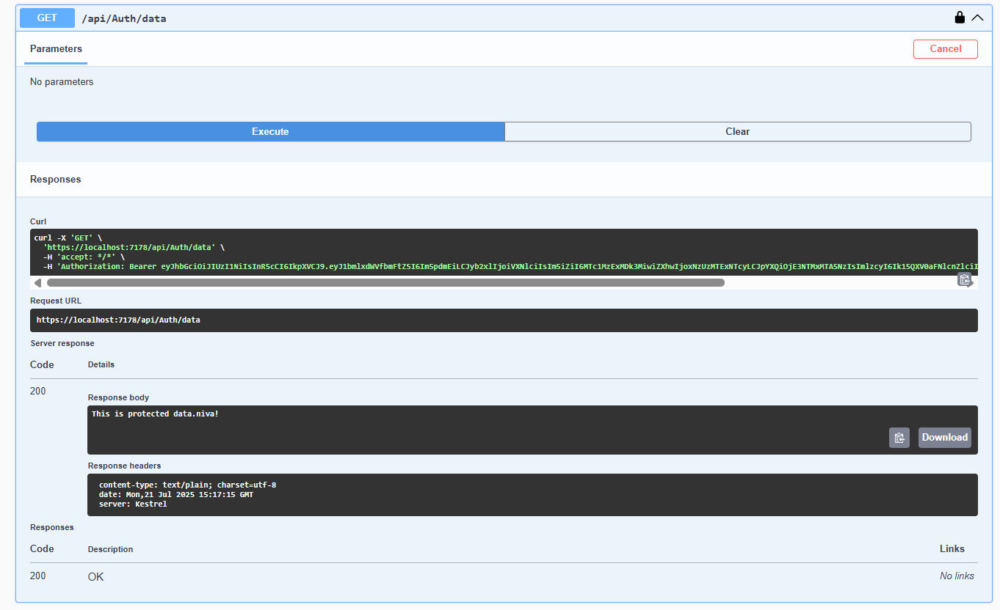 GET /api/Auth/data
Parameters
Cancel
No parameters
Execute
Clear
Responses
Curl
curl -X 'GET' \
'https://localhost:7178/api/Auth/data' \
-H 'accept: */*' \
-H 'Authorization: Bearer eyJhbGciOiJIUzI1NiIsInR5cCI6IkpXVCJ9.eyJ1bmlxdWVfbmFtZSI6Im5pdmEiLCJyb2xlIjoiVXNlciIsIm5iZiI6MTc1MzExMDk3MiwiZXhwIjoxNzUzMTExNTcyLCJpYXQiOjE3NTMxMTA5NzIsImlzcyI6Ik15QXV0aFNlcnZlciI
Request URL
https://localhost:7178/api/Auth/data
Server response
Code Details
200
Response body
This is protected data.niva!
Download
Response headers
content-type: text/plain; charset=utf-8
date: Mon,21 Jul 2025 15:17:15 GMT
server: Kestrel
Responses
Code Description Links
200 OK No links